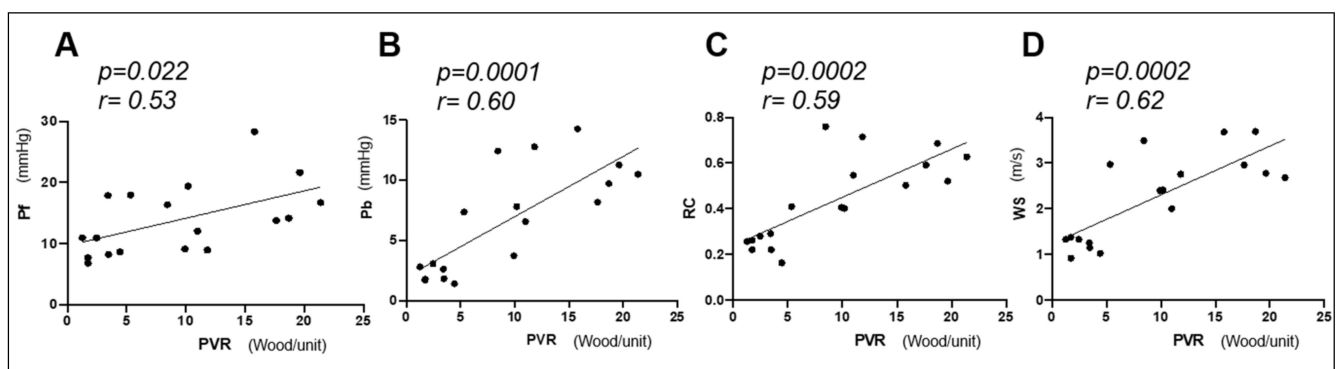 A
p=0.022
r= 0.53
Pf (mmHg)
30
20
10
0
0 5 10 15 20 25
PVR (Wood/unit)
B
p=0.0001
r= 0.60
Pb (mmHg)
15
10
5
0
0 5 10 15 20 25
PVR (Wood/unit)
C
p=0.0002
r= 0.59
RC
0.8
0.6
0.4
0.2
0.0
0 5 10 15 20 25
PVR (Wood/unit)
D
p=0.0002
r= 0.62
WS (m/s)
4
3
2
1
0
0 5 10 15 20 25
PVR (Wood/unit)